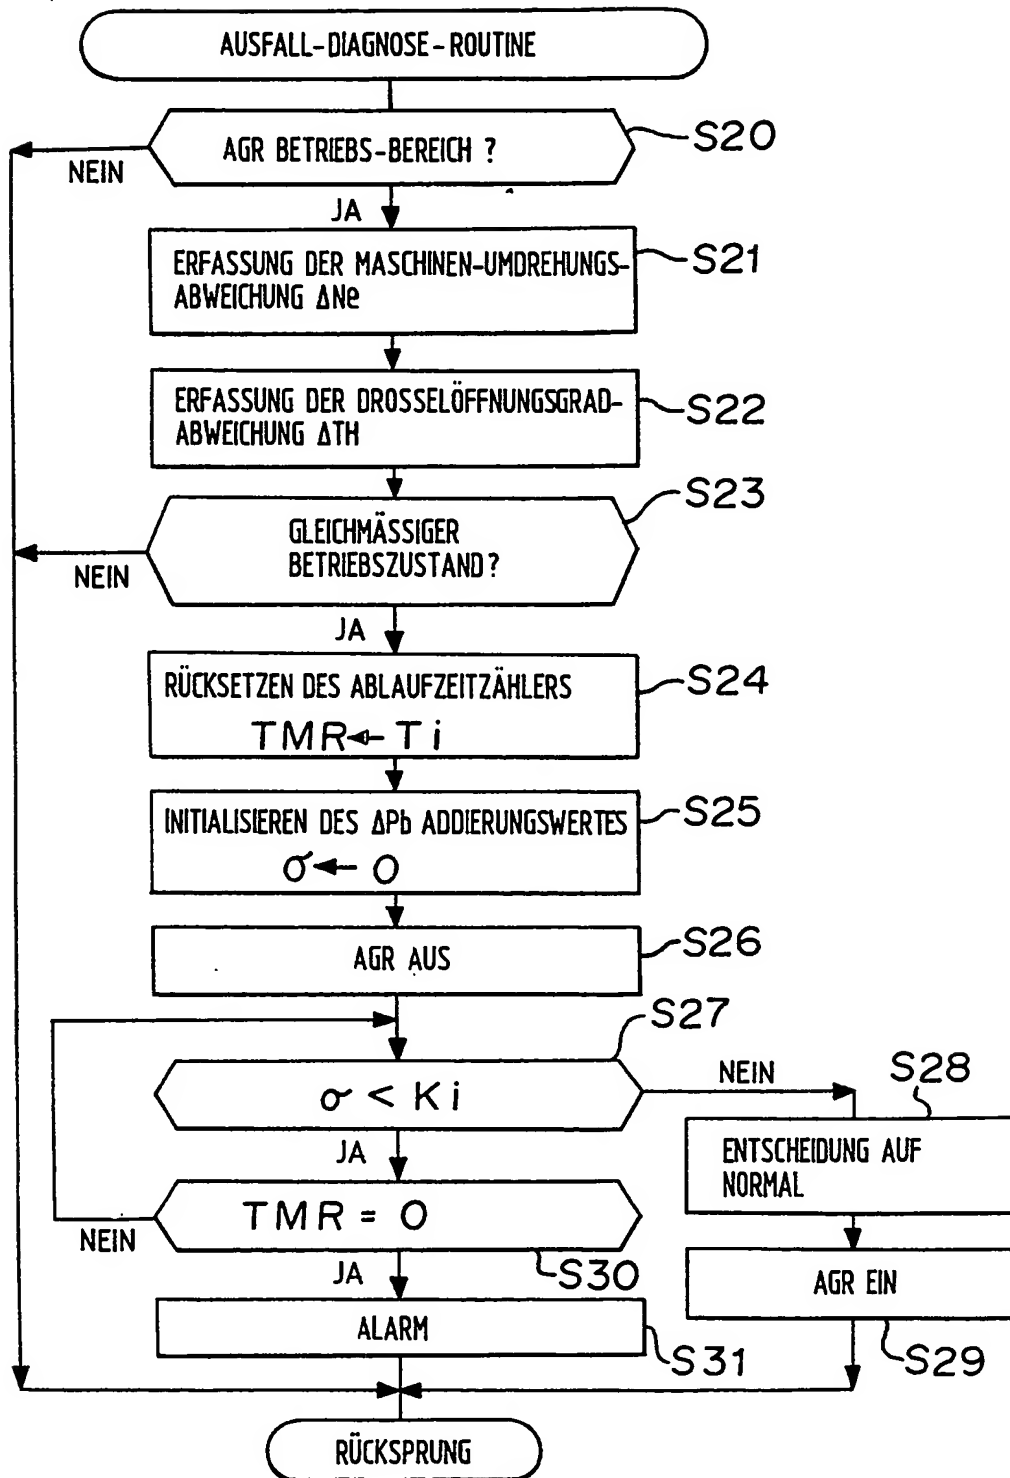 AUSFALL-DIAGNOSE-ROUTINE
AGR BETRIEBS-BEREICH ?
S20
NEIN
JA
ERFASSUNG DER MASCHINEN-UMDREHUNGS-
ABWEICHUNG ΔNe
S21
ERFASSUNG DER DROSSELÖFFNUNGSGRAD-
ABWEICHUNG ΔTH
S22
S23
GLEICHMÄSSIGER
BETRIEBSZUSTAND?
NEIN
JA
RÜCKSETZEN DES ABLAUFZEITZÄHLERS
TMR ← Ti
S24
INITIALISIEREN DES ΔPb ADDIERUNGSWERTES
σ ← 0
S25
AGR AUS
S26
S27
σ < Ki
NEIN
JA
S28
ENTSCHEIDUNG AUF
NORMAL
TMR = 0
NEIN
JA
S30
AGR EIN
S29
ALARM
S31
RÜCKSPRUNG